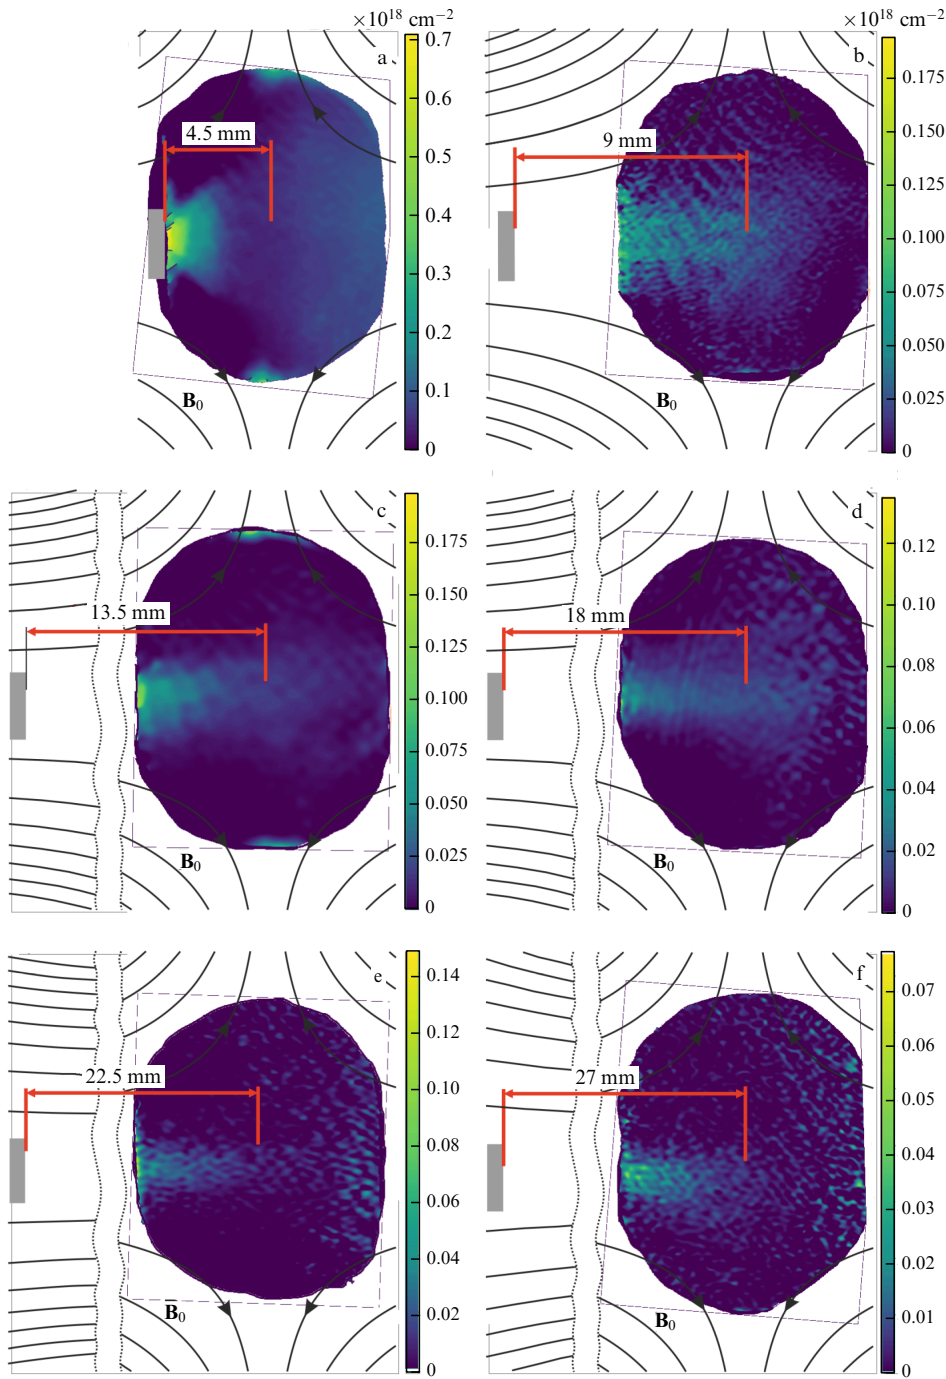 ×10¹⁸ cm⁻² ×10¹⁸ cm⁻²
a
0.7
0.6
0.5
0.4
0.3
0.2
0.1
0
4.5 mm
B₀
b
0.175
0.150
0.125
0.100
0.075
0.050
0.025
0
9 mm
B₀
c
0.175
0.150
0.125
0.100
0.075
0.050
0.025
0
13.5 mm
B₀
d
0.12
0.10
0.08
0.06
0.04
0.02
0
18 mm
B₀
e
0.14
0.12
0.10
0.08
0.06
0.04
0.02
0
22.5 mm
B₀
f
0.07
0.06
0.05
0.04
0.03
0.02
0.01
0
27 mm
B₀